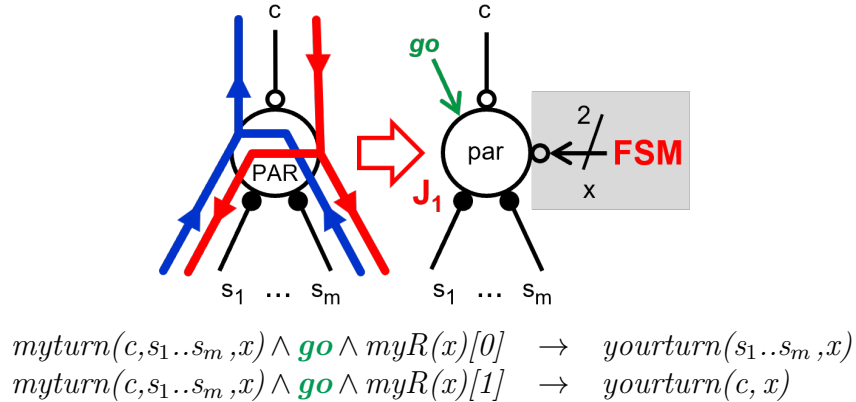 c
c
go
2
PAR
par
FSM
J₁
x
s₁ ... sₘ
s₁ ... sₘ
myturn(c,s₁..sₘ,x) ∧ go ∧ myR(x)[0] → yourturn(s₁..sₘ,x)
myturn(c,s₁..sₘ,x) ∧ go ∧ myR(x)[1] → yourturn(c, x)